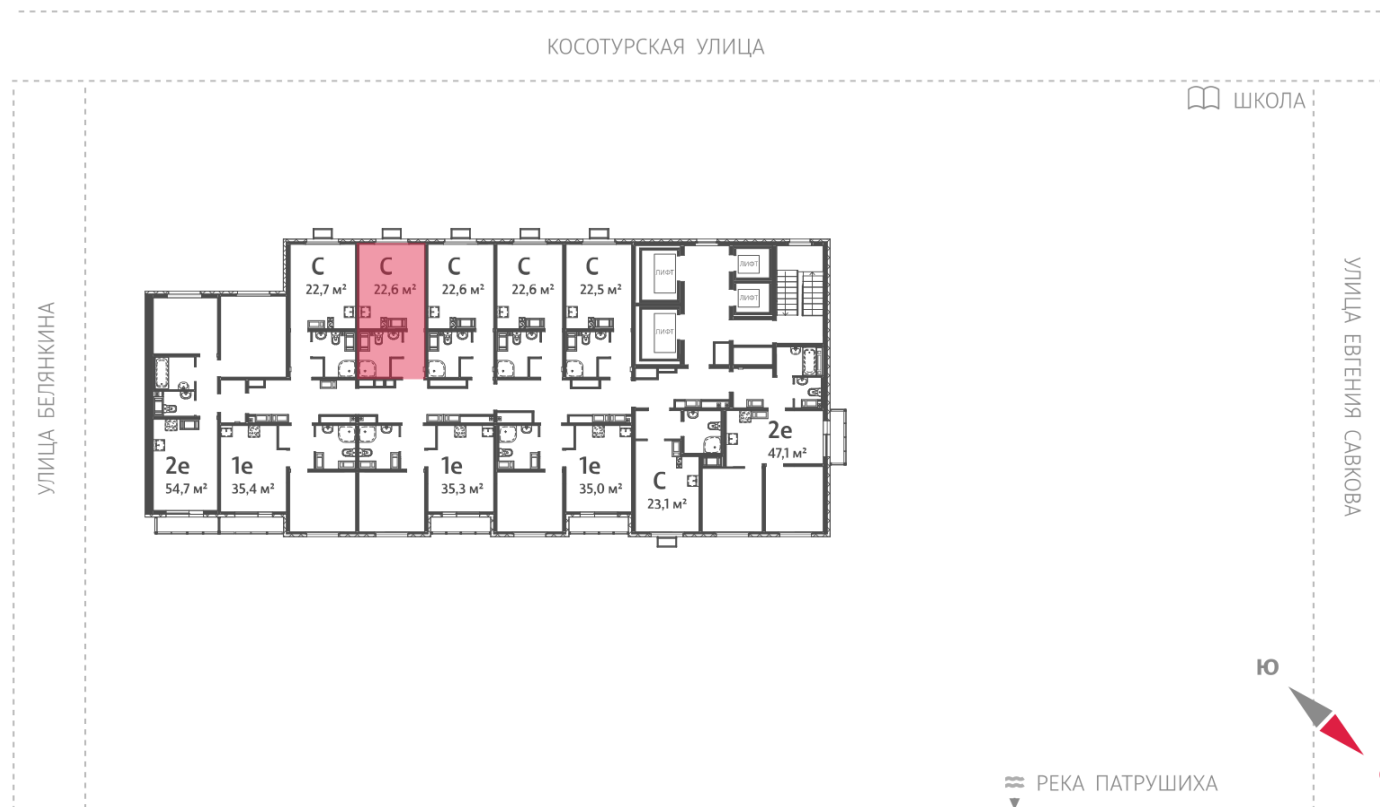 КОСОТУРСКАЯ УЛИЦА
ШКОЛА
УЛИЦА БЕЛЯНКИНА
УЛИЦА ЕВГЕНИЯ САВКОВА
С
22,7 м²
С
22,6 м²
С
22,6 м²
С
22,6 м²
С
22,5 м²
ЛИФТ
ЛИФТ
ЛИФТ
ЛИФТ
2е
54,7 м²
1е
35,4 м²
1е
35,3 м²
1е
35,0 м²
С
23,1 м²
2е
47,1 м²
Ю
РЕКА ПАТРУШИХА